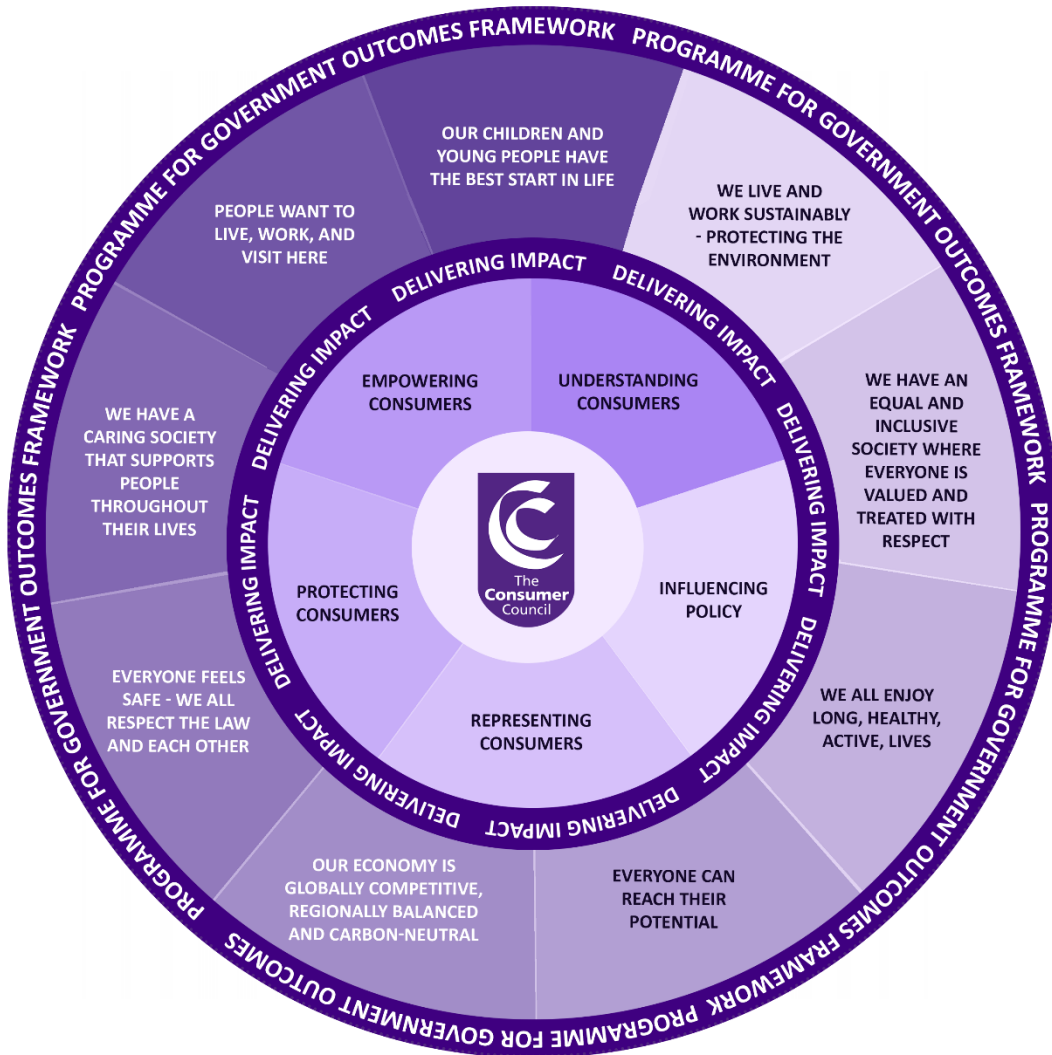 PROGRAMME FOR GOVERNMENT OUTCOMES FRAMEWORK
PROGRAMME FOR GOVERNMENT OUTCOMES FRAMEWORK
PROGRAMME FOR GOVERNMENT OUTCOMES FRAMEWORK
PROGRAMME FOR GOVERNMENT OUTCOMES
PROGRAMME FOR GOVERNMENT OUTCOMES FRAMEWORK
OUR CHILDREN AND
YOUNG PEOPLE HAVE
THE BEST START IN LIFE
WE LIVE AND
WORK SUSTAINABLY
- PROTECTING THE
ENVIRONMENT
WE HAVE AN
EQUAL AND
INCLUSIVE
SOCIETY WHERE
EVERYONE IS
VALUED AND
TREATED WITH
RESPECT
WE ALL ENJOY
LONG, HEALTHY,
ACTIVE, LIVES
EVERYONE CAN
REACH THEIR
POTENTIAL
OUR ECONOMY IS
GLOBALLY COMPETITIVE,
REGIONALLY BALANCED
AND CARBON-NEUTRAL
EVERYONE FEELS
SAFE - WE ALL
RESPECT THE LAW
AND EACH OTHER
WE HAVE A
CARING SOCIETY
THAT SUPPORTS
PEOPLE
THROUGHOUT
THEIR LIVES
PEOPLE WANT TO
LIVE, WORK, AND
VISIT HERE
DELIVERING IMPACT
DELIVERING IMPACT
DELIVERING IMPACT
DELIVERING IMPACT
DELIVERING IMPACT
DELIVERING IMPACT
DELIVERING IMPACT
DELIVERING IMPACT
UNDERSTANDING
CONSUMERS
INFLUENCING
POLICY
REPRESENTING
CONSUMERS
PROTECTING
CONSUMERS
EMPOWERING
CONSUMERS
The
Consumer
Council